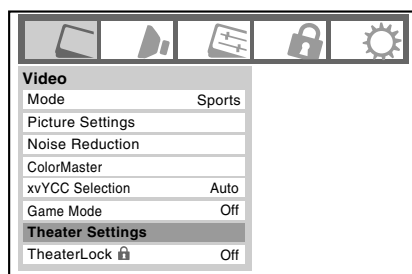 Video
Mode Sports
Picture Settings
Noise Reduction
ColorMaster
xvYCC Selection Auto
Game Mode Off
Theater Settings
TheaterLock Off